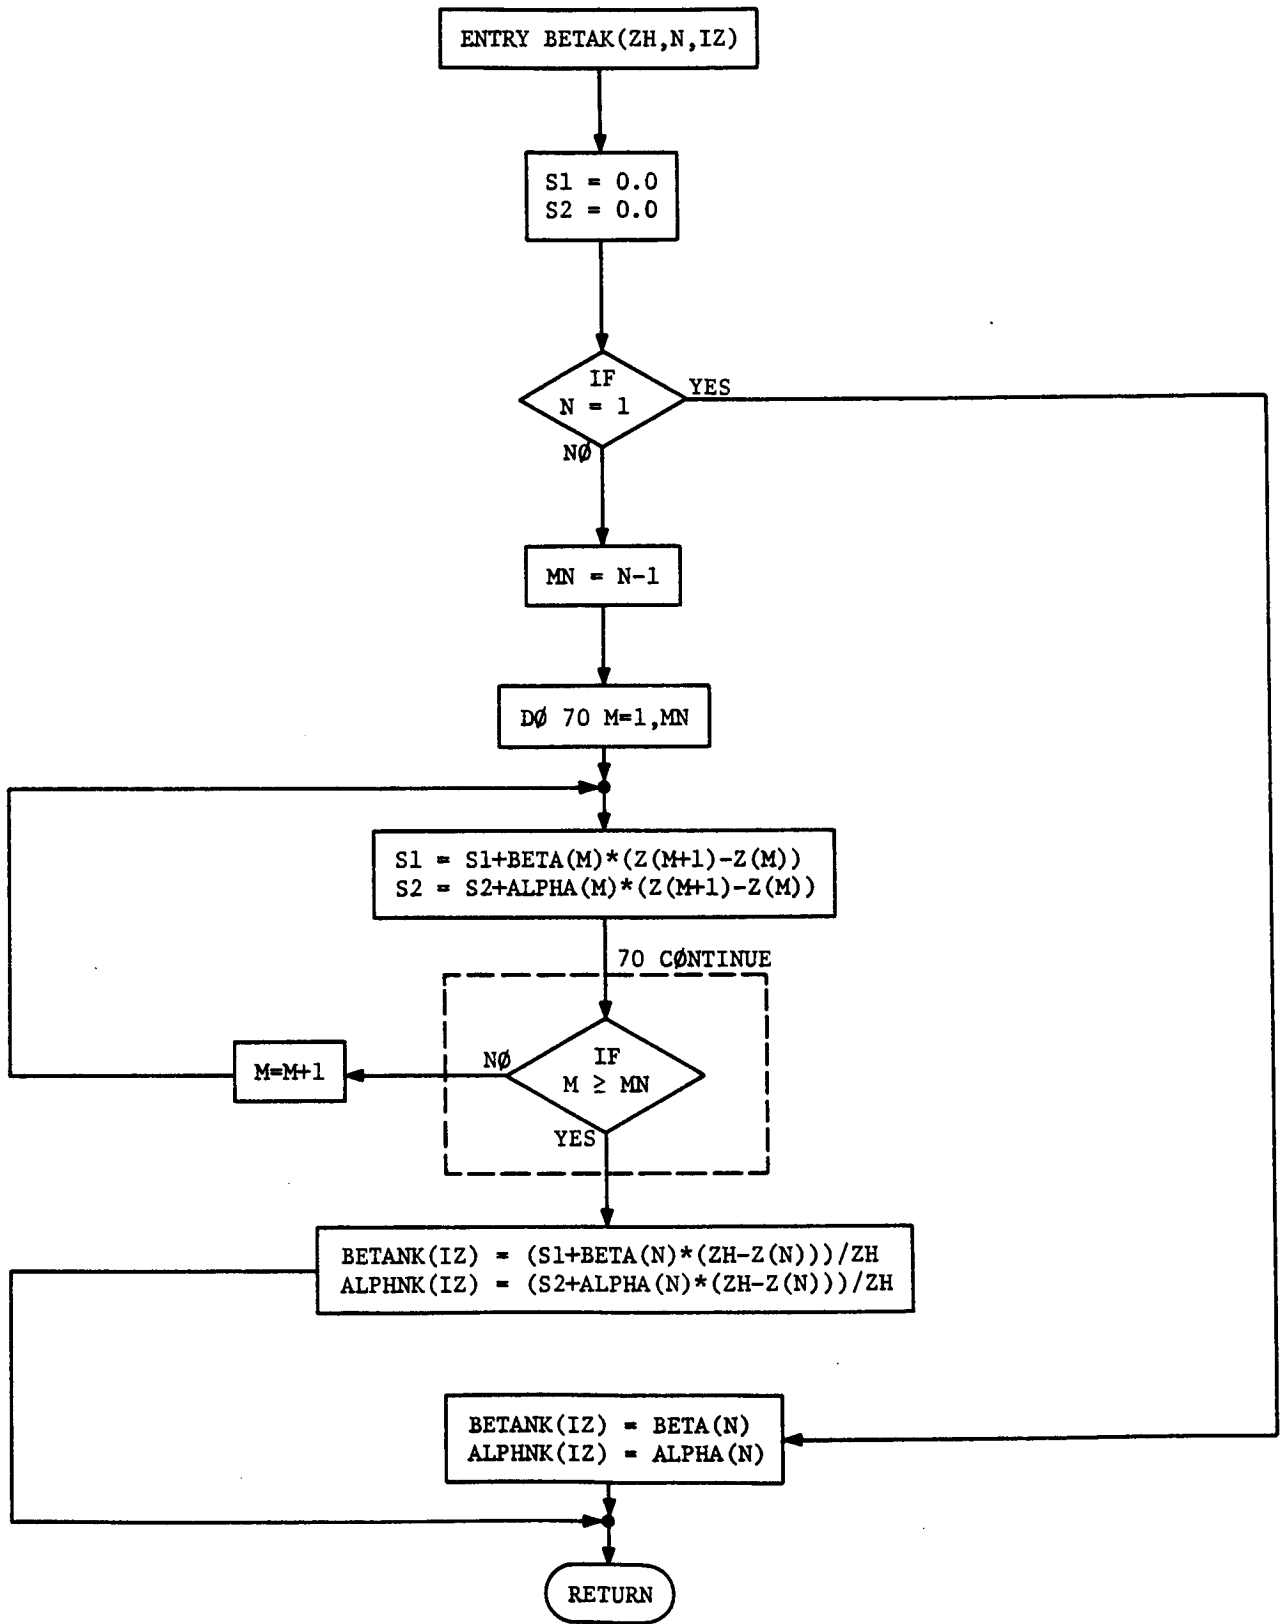 ENTRY BETAK(ZH,N,IZ)
S1 = 0.0
S2 = 0.0
IF
N = 1
YES
NØ
MN = N-1
DØ 70 M=1,MN
S1 = S1+BETA(M)*(Z(M+1)-Z(M))
S2 = S2+ALPHA(M)*(Z(M+1)-Z(M))
70 CØNTINUE
IF
M ≥ MN
NØ
M=M+1
YES
BETANK(IZ) = (S1+BETA(N)*(ZH-Z(N)))/ZH
ALPHNK(IZ) = (S2+ALPHA(N)*(ZH-Z(N)))/ZH
BETANK(IZ) = BETA(N)
ALPHNK(IZ) = ALPHA(N)
RETURN